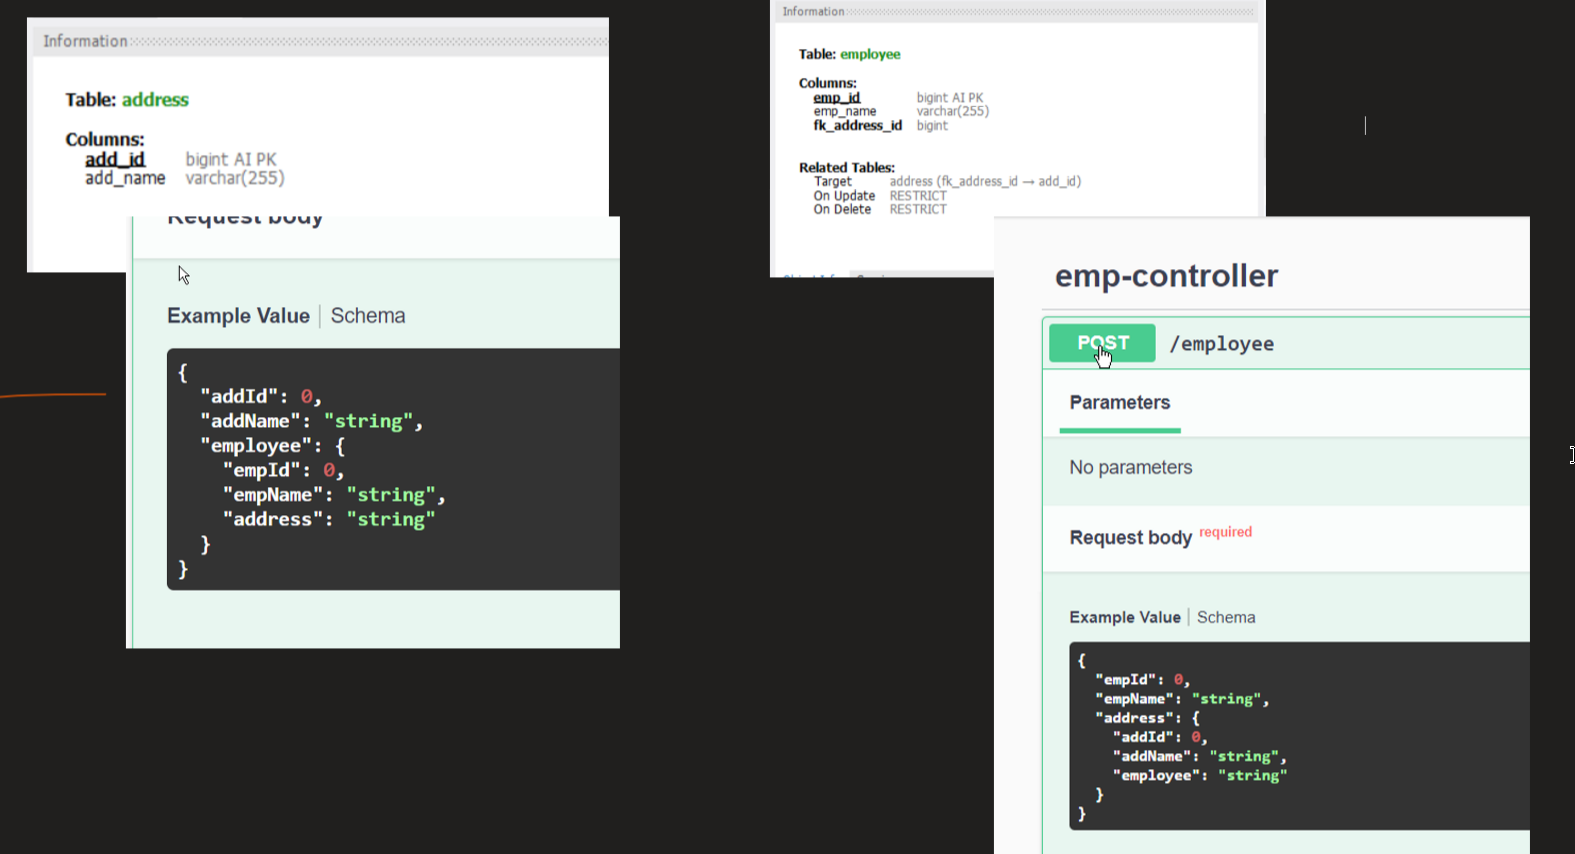 Information
Table: address
Columns:
add_id bigint AI PK
add_name varchar(255)
Request body
Example Value | Schema
{
"addId": 0,
"addName": "string",
"employee": {
"empId": 0,
"empName": "string",
"address": "string"
}
}
Information
Table: employee
Columns:
emp_id bigint AI PK
emp_name varchar(255)
fk_address_id bigint
Related Tables:
Target address (fk_address_id → add_id)
On Update RESTRICT
On Delete RESTRICT
emp-controller
POST /employee
Parameters
No parameters
Request body required
Example Value | Schema
{
"empId": 0,
"empName": "string",
"address": {
"addId": 0,
"addName": "string",
"employee": "string"
}
}